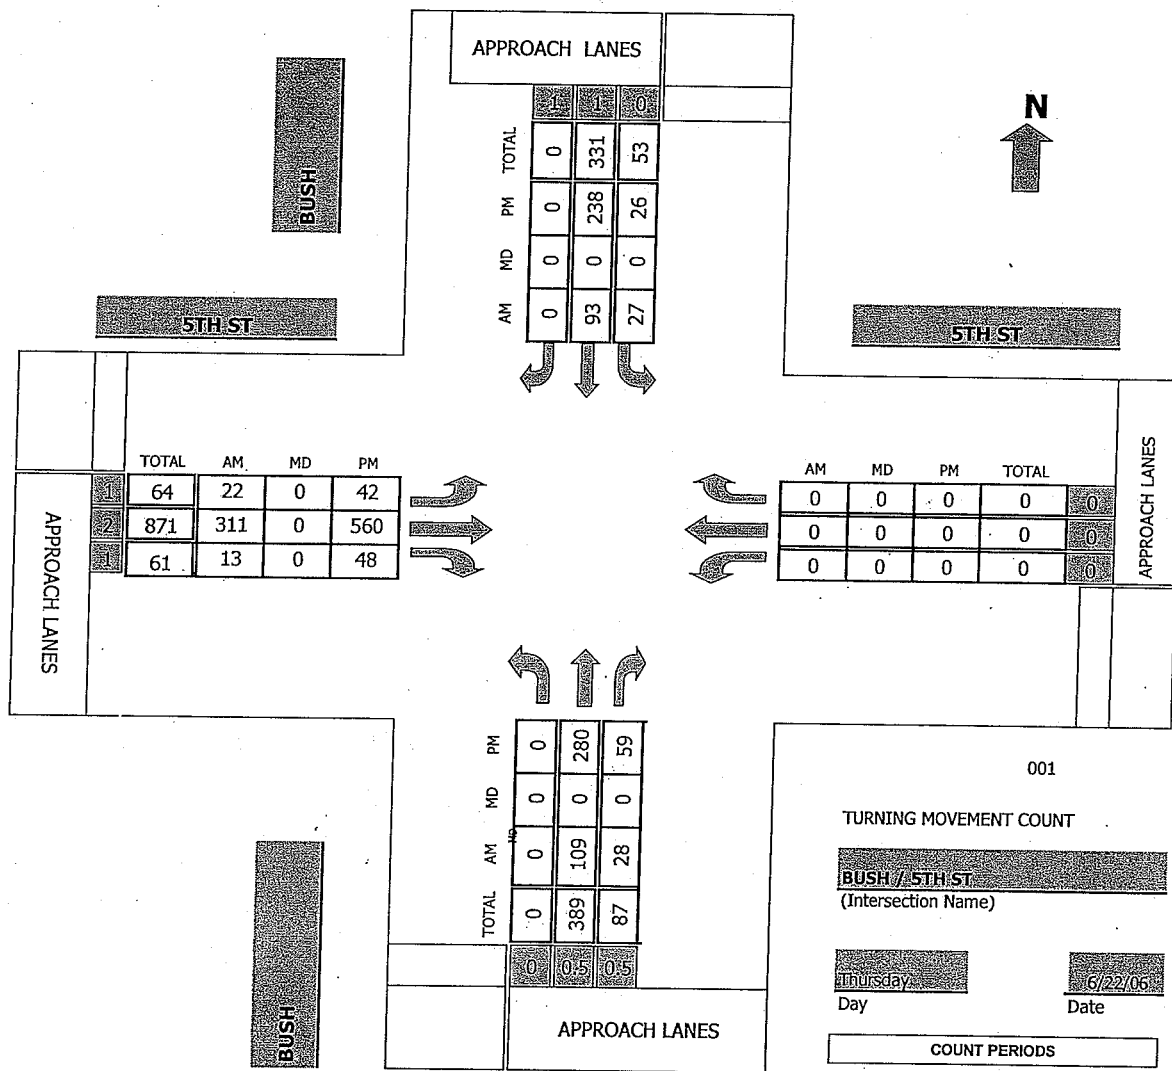 APPROACH LANES
1 1 0
TOTAL 0 331 53
PM 0 238 26
MD 0 0 0
AM 0 93 27
N
BUSH
5TH ST
5TH ST
TOTAL AM MD PM
1 64 22 0 42
2 871 311 0 560
1 61 13 0 48
APPROACH LANES
AM MD PM TOTAL
0 0 0 0 0
0 0 0 0 0
0 0 0 0 0
APPROACH LANES
PM 0 280 59
MD 0 0 0
NO
AM 0 109 28
TOTAL 0 389 87
0 0.5 0.5
APPROACH LANES
BUSH
001
TURNING MOVEMENT COUNT
BUSH / 5TH ST
(Intersection Name)
Thursday 6/22/06
Day Date
COUNT PERIODS